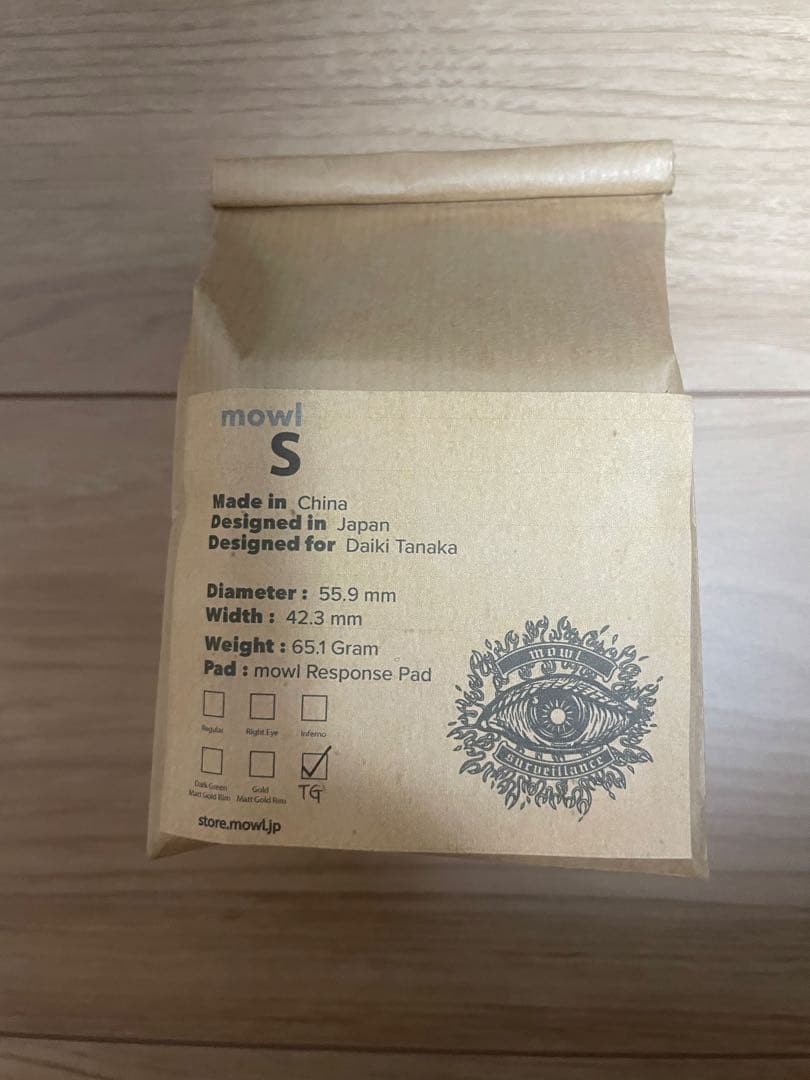 mowl
S
Made in China
Designed in Japan
Designed for Daiki Tanaka
Diameter : 55.9 mm
Width : 42.3 mm
Weight : 65.1 Gram
Pad : mowl Response Pad
Regular Right Eye Inferno
Dark Green Gold TG
Matt Gold Rim Matt Gold Rim
store.mowl.jp
mowl
surveillance